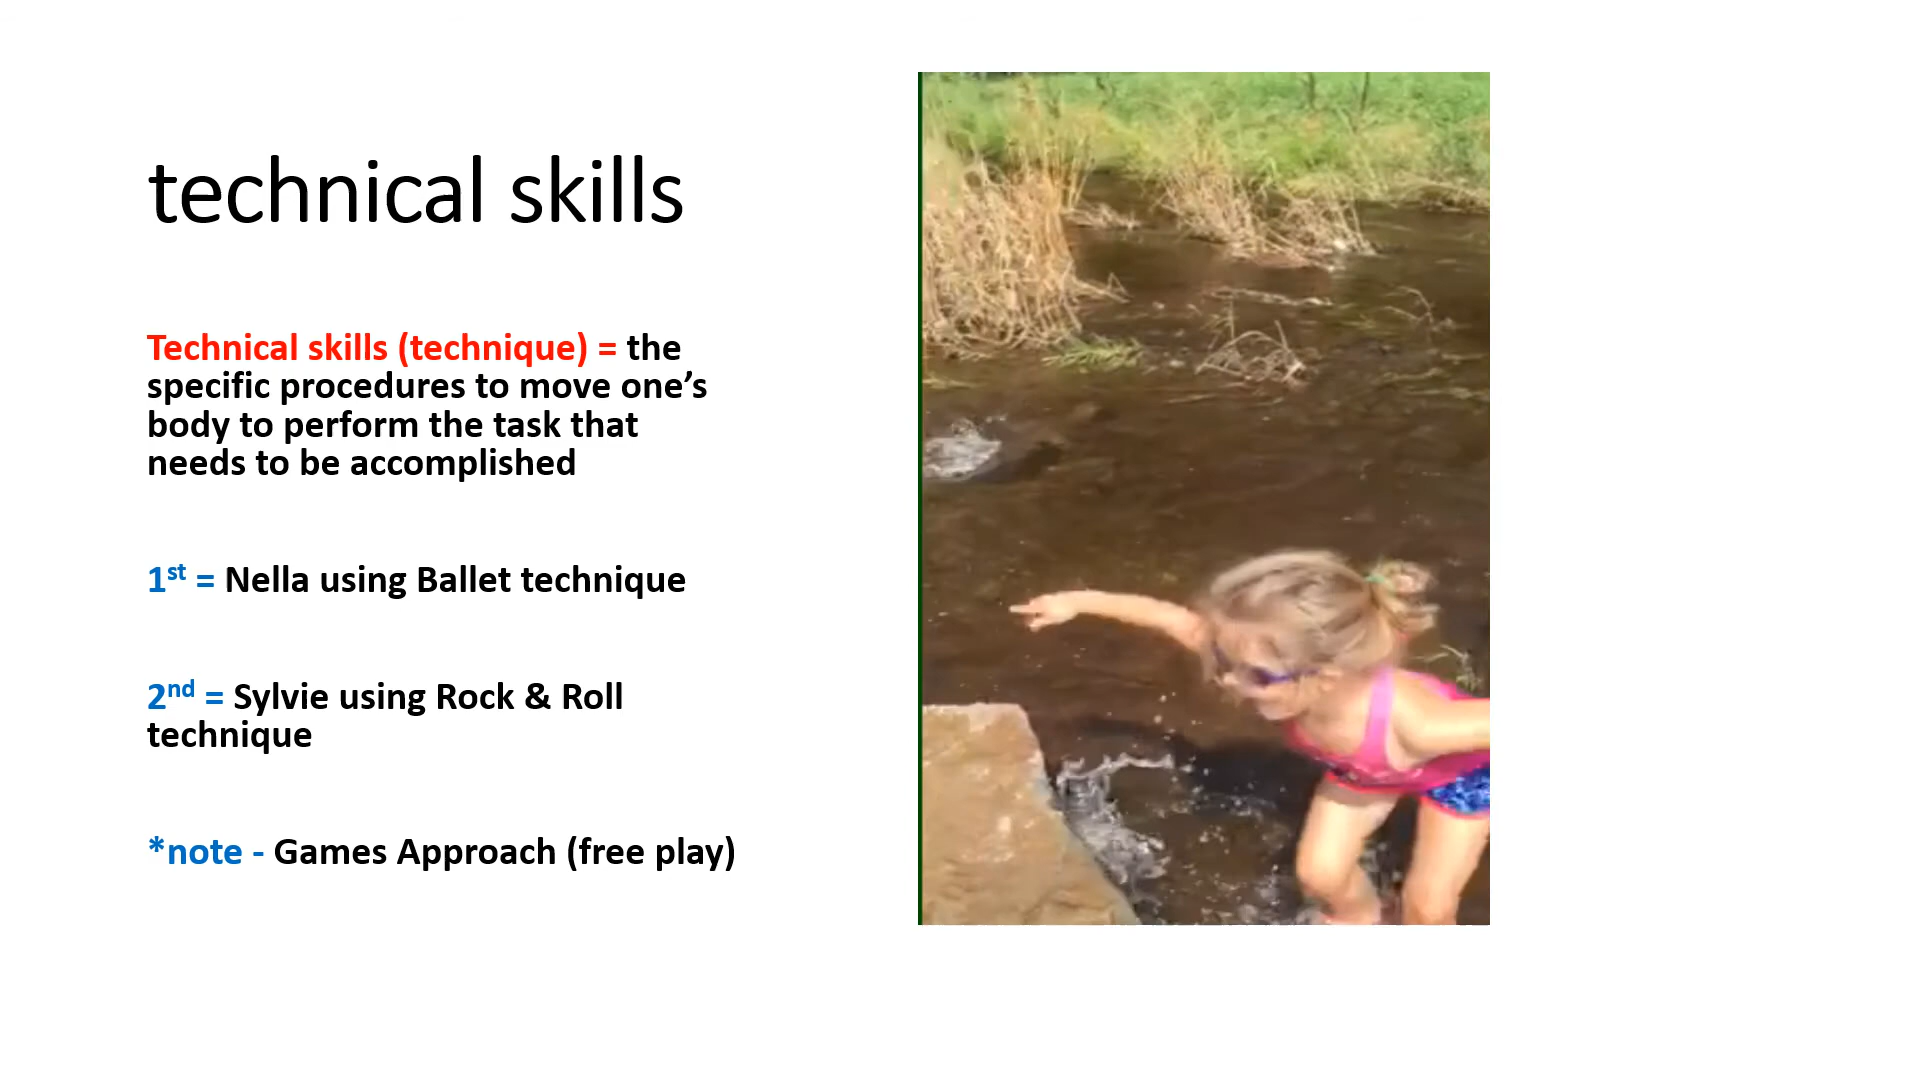 technical skills
Technical skills (technique) = the
specific procedures to move one’s
body to perform the task that
needs to be accomplished
1st = Nella using Ballet technique
2nd = Sylvie using Rock & Roll
technique
*note - Games Approach (free play)